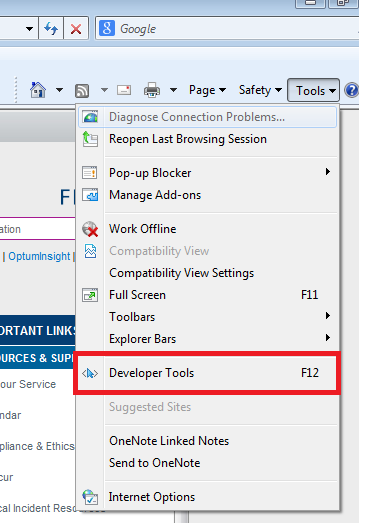 Google
Page Safety Tools
Diagnose Connection Problems...
Reopen Last Browsing Session
Pop-up Blocker
Manage Add-ons
Work Offline
Compatibility View
Compatibility View Settings
Full Screen F11
Toolbars
Explorer Bars
Developer Tools F12
Suggested Sites
OneNote Linked Notes
Send to OneNote
Internet Options
F
ation
| OptumInsight |
ORTANT LINKS
OURCES & SUP
our Service
ndar
pliance & Ethics
cur
cal Incident Res